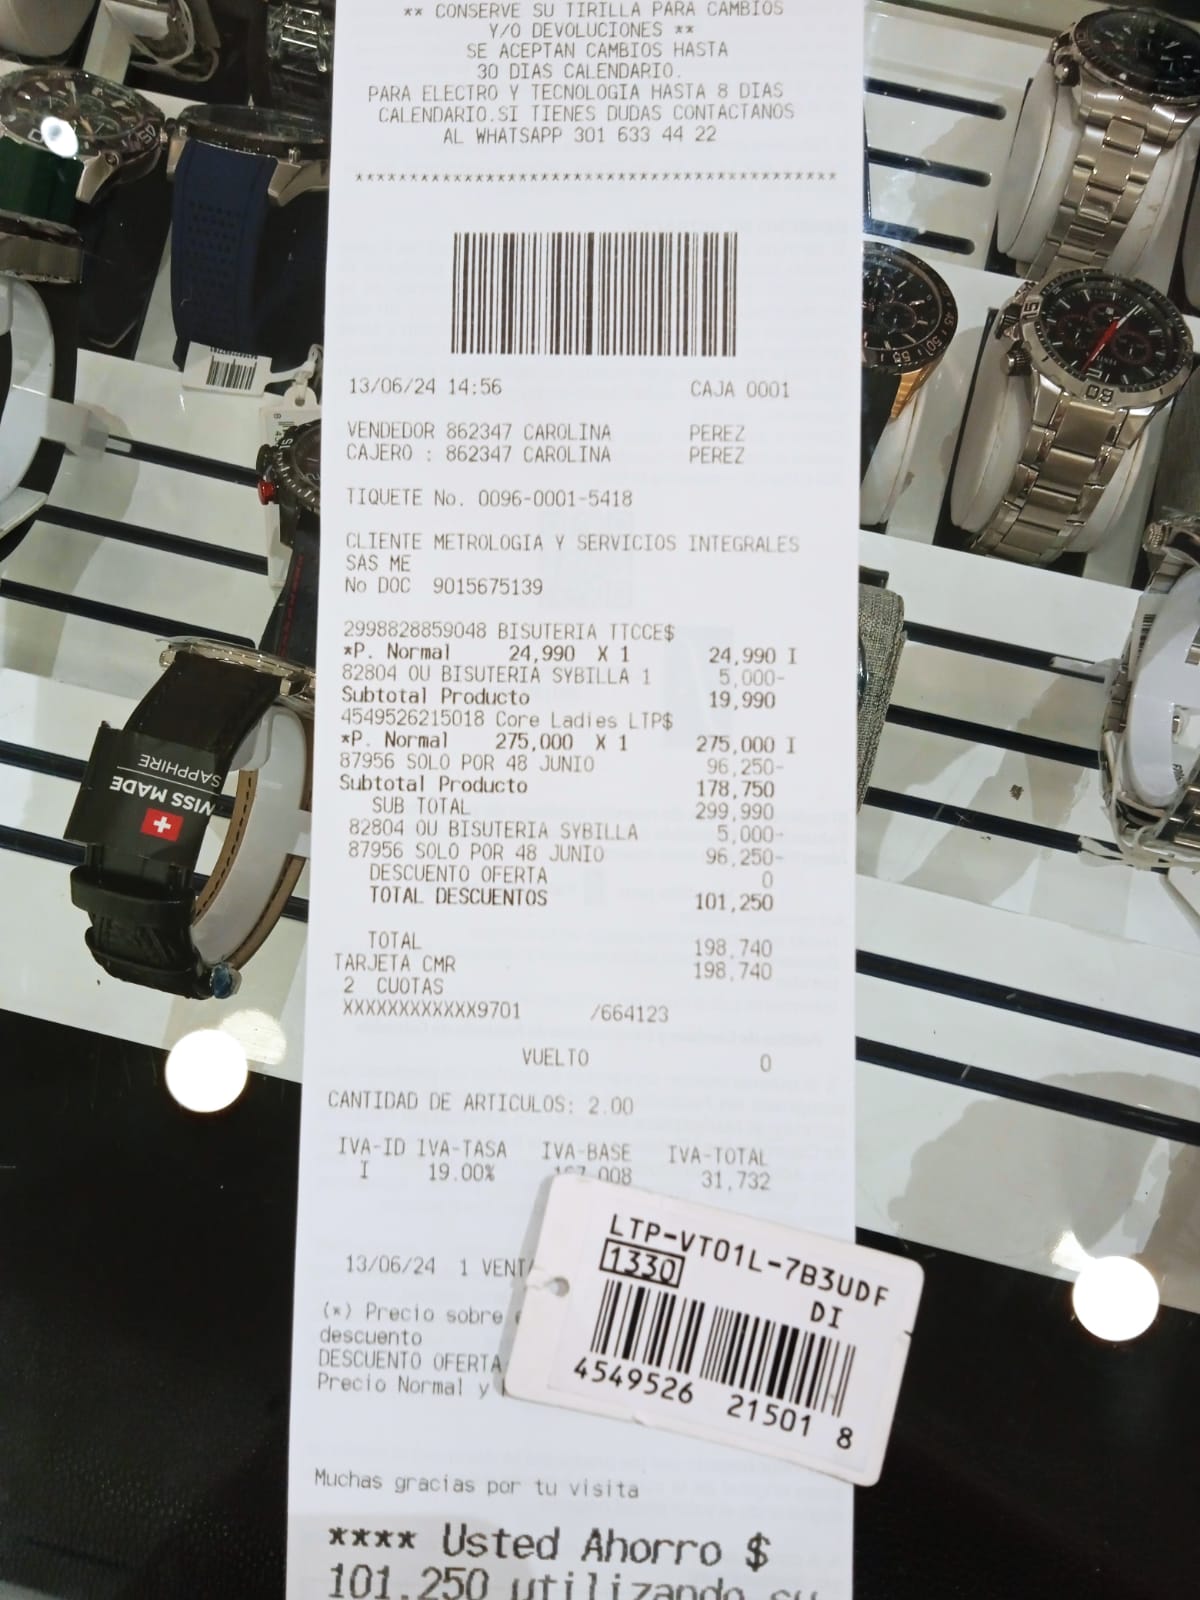 ** CONSERVE SU TIRILLA PARA CAMBIOS
Y/O DEVOLUCIONES **
SE ACEPTAN CAMBIOS HASTA
30 DIAS CALENDARIO.
PARA ELECTRO Y TECNOLOGIA HASTA 8 DIAS
CALENDARIO.SI TIENES DUDAS CONTACTANOS
AL WHATSAPP 301 633 44 22
*******************************************
13/06/24 14:56 CAJA 0001
VENDEDOR 862347 CAROLINA PEREZ
CAJERO : 862347 CAROLINA PEREZ
TIQUETE No. 0096-0001-5418
CLIENTE METROLOGIA Y SERVICIOS INTEGRALES
SAS ME
No DOC 9015675139
2998828859048 BISUTERIA TTCCE$
*P. Normal 24,990 X 1 24,990 I
82804 OU BISUTERIA SYBILLA 1 5,000-
Subtotal Producto 19,990
4549526215018 Core Ladies LTP$
*P. Normal 275,000 X 1 275,000 I
87956 SOLO POR 48 JUNIO 96,250-
Subtotal Producto 178,750
SUB TOTAL 299,990
82804 OU BISUTERIA SYBILLA 5,000-
87956 SOLO POR 48 JUNIO 96,250-
DESCUENTO OFERTA 0
TOTAL DESCUENTOS 101,250
TOTAL 198,740
TARJETA CMR 198,740
2 CUOTAS
XXXXXXXXXXXX9701 /664123
VUELTO 0
CANTIDAD DE ARTICULOS: 2.00
IVA-ID IVA-TASA IVA-BASE IVA-TOTAL
I 19.00% 167,008 31,732
13/06/24 1 VENT
(*) Precio sobre
descuento
DESCUENTO OFERTA
Precio Normal y
Muchas gracias por tu visita
**** Usted Ahorro $
101,250 utilizando su
LTP-VT01L-7B3UDF
1330
DI
4549526 21501 8
SWISS MADE
SAPPHIRE